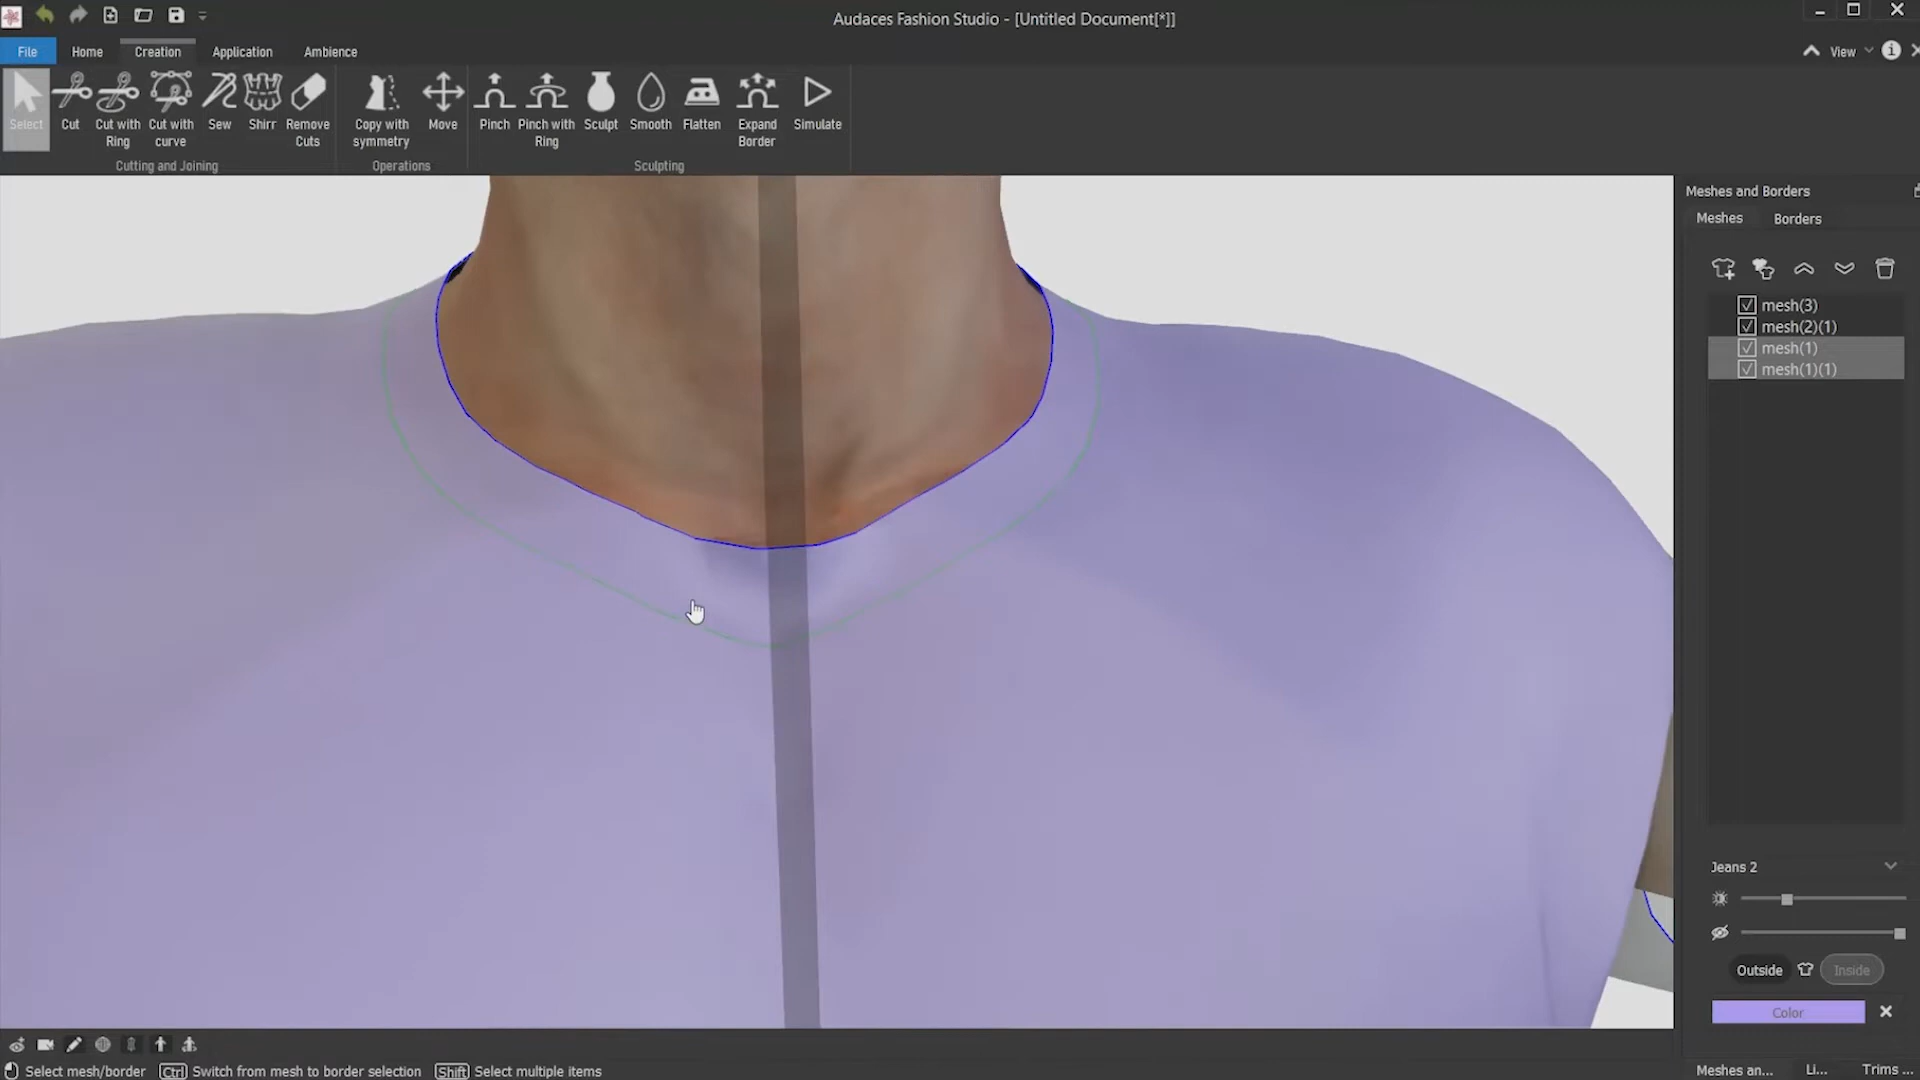 Audaces Fashion Studio - [Untitled Document[*]]
File Home Creation Application Ambience
View
Select Cut Cut with Ring Cut with curve Sew Shirr Remove Cuts
Copy with symmetry Move
Pinch Pinch with Ring Sculpt Smooth Flatten Expand Border Simulate
Cutting and Joining Operations Sculpting
Meshes and Borders
Meshes Borders
mesh(3)
mesh(2)(1)
mesh(1)
mesh(1)(1)
Jeans 2
Outside Inside
Color
Select mesh/border Ctrl Switch from mesh to border selection Shift Select multiple items
Meshes an... Li... Trims ...